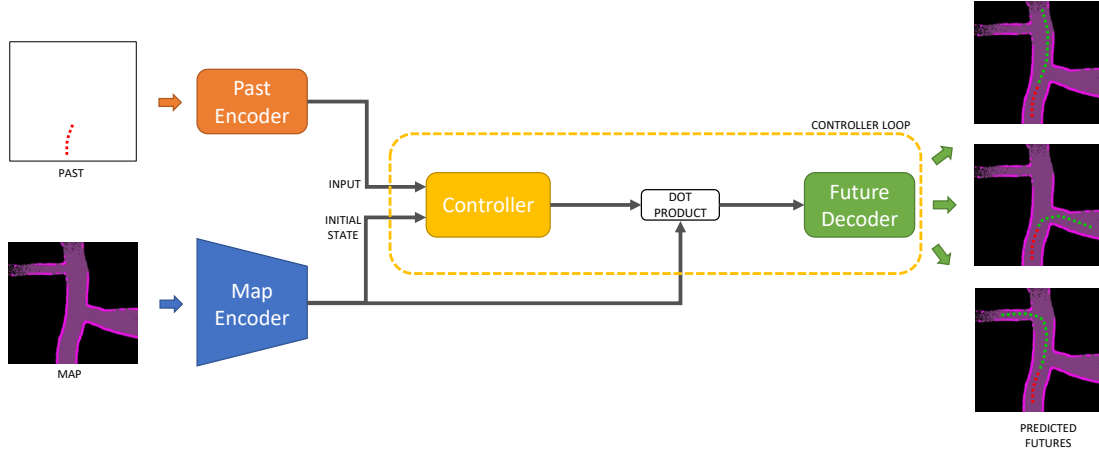 PAST
Past
Encoder
MAP
Map
Encoder
INPUT
INITIAL
STATE
CONTROLLER LOOP
Controller
DOT
PRODUCT
Future
Decoder
PREDICTED
FUTURES